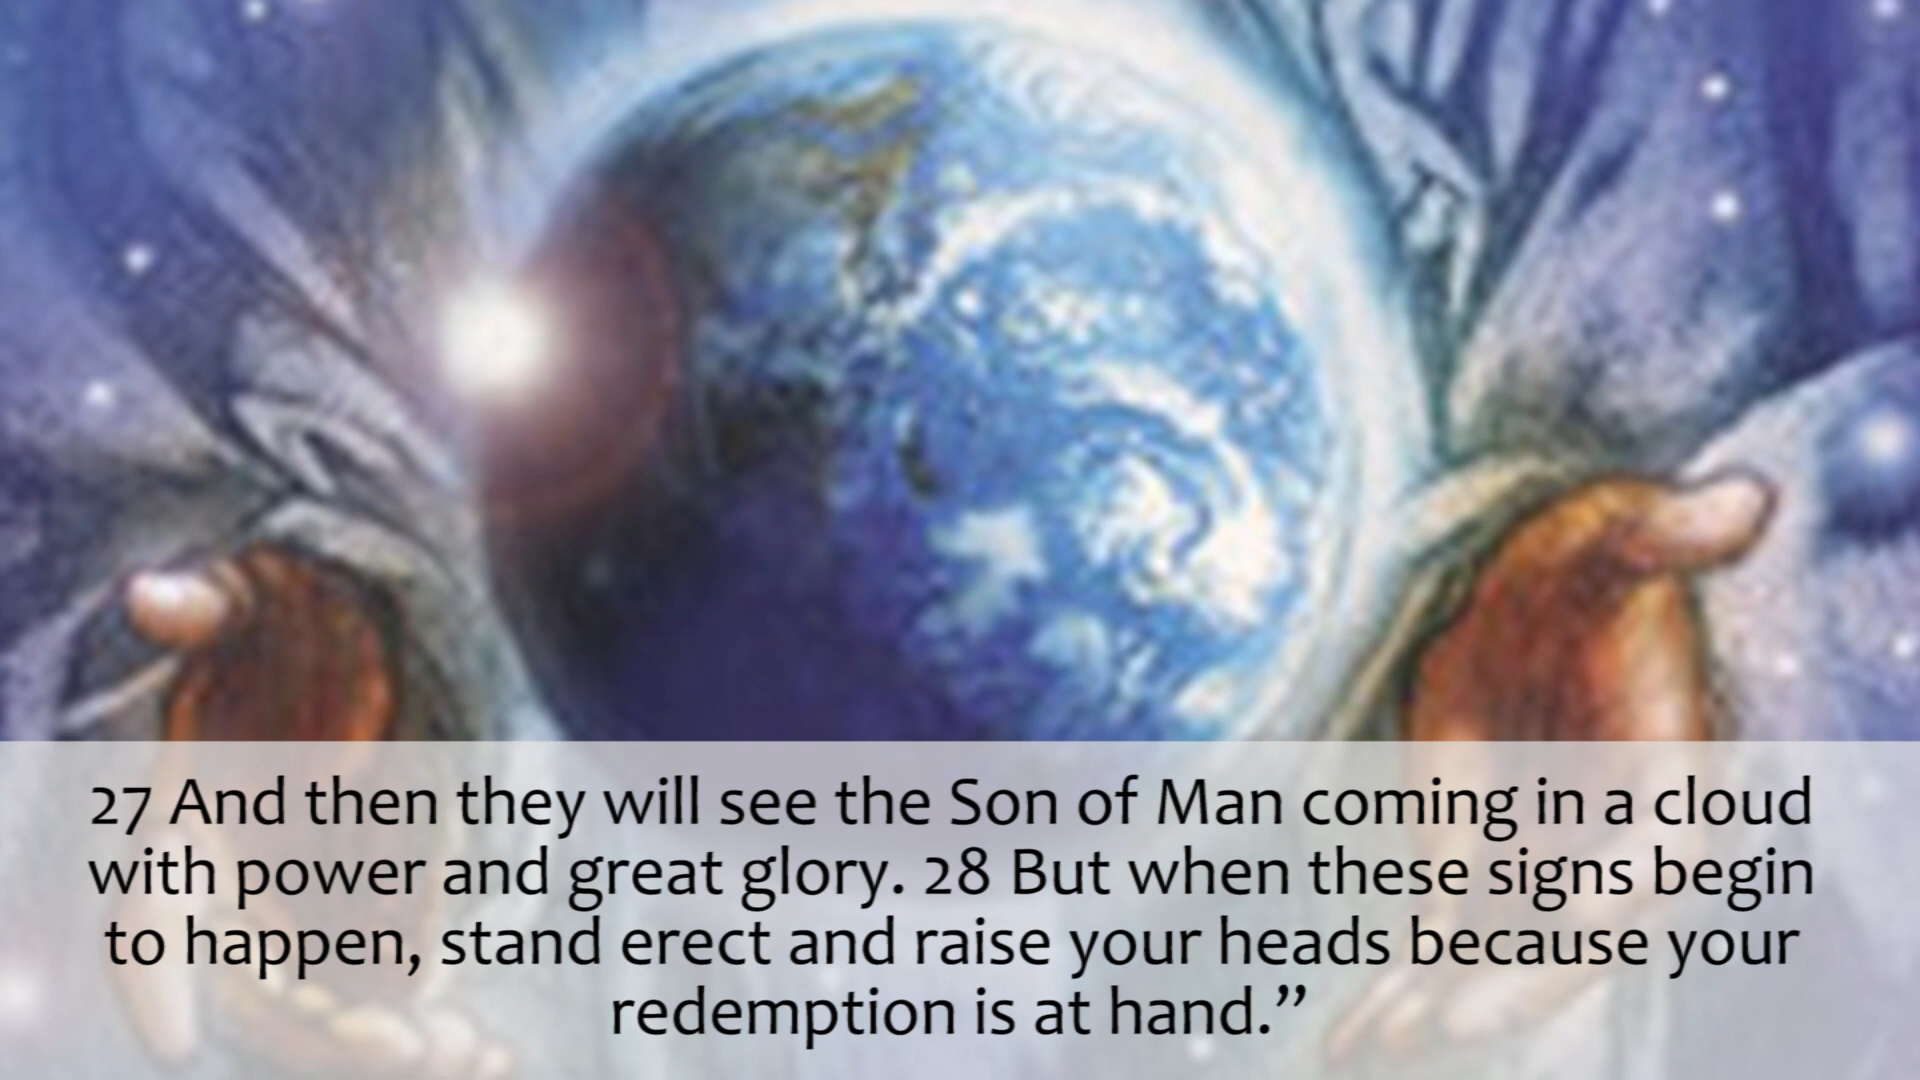 27 And then they will see the Son of Man coming in a cloud
with power and great glory. 28 But when these signs begin
to happen, stand erect and raise your heads because your
redemption is at hand.”